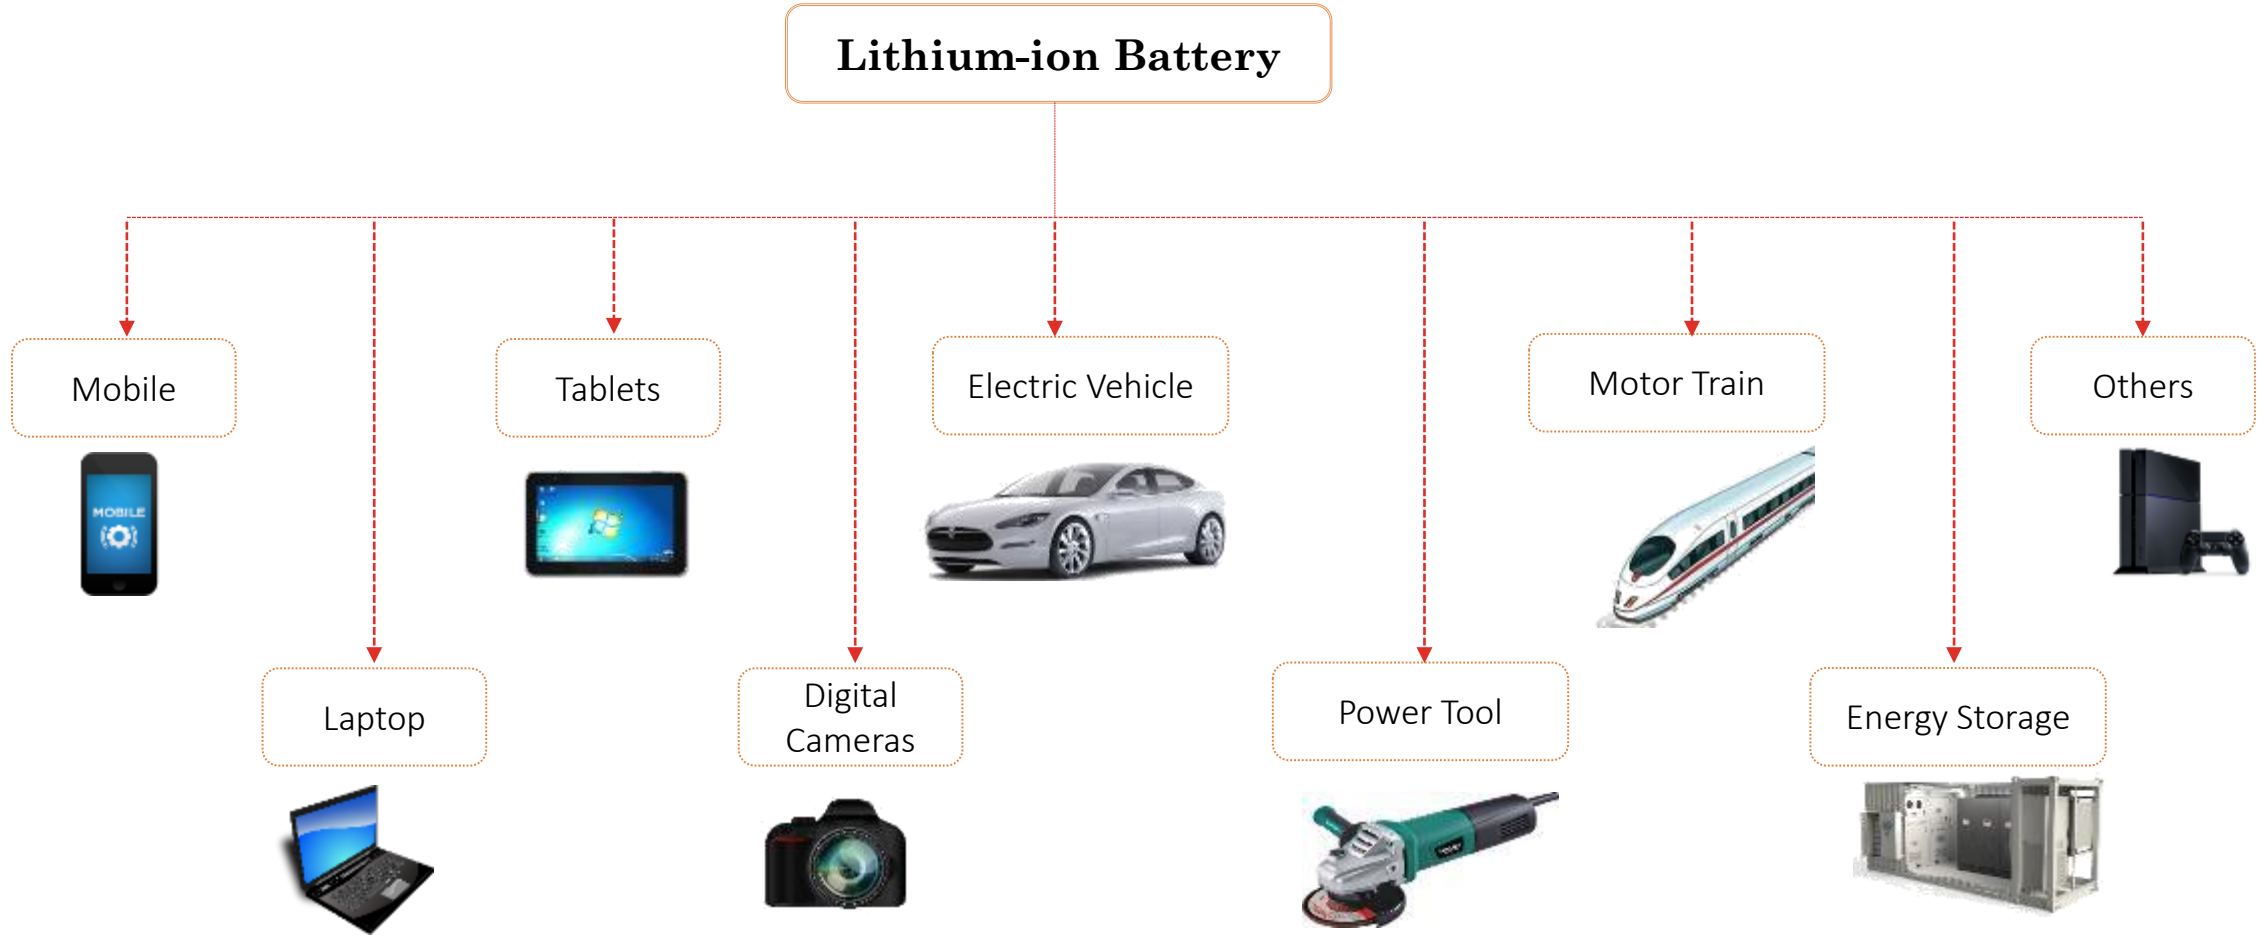 Lithium-ion Battery
Mobile
Tablets
Electric Vehicle
Motor Train
Others
MOBILE
Laptop
Digital
Cameras
Power Tool
Energy Storage